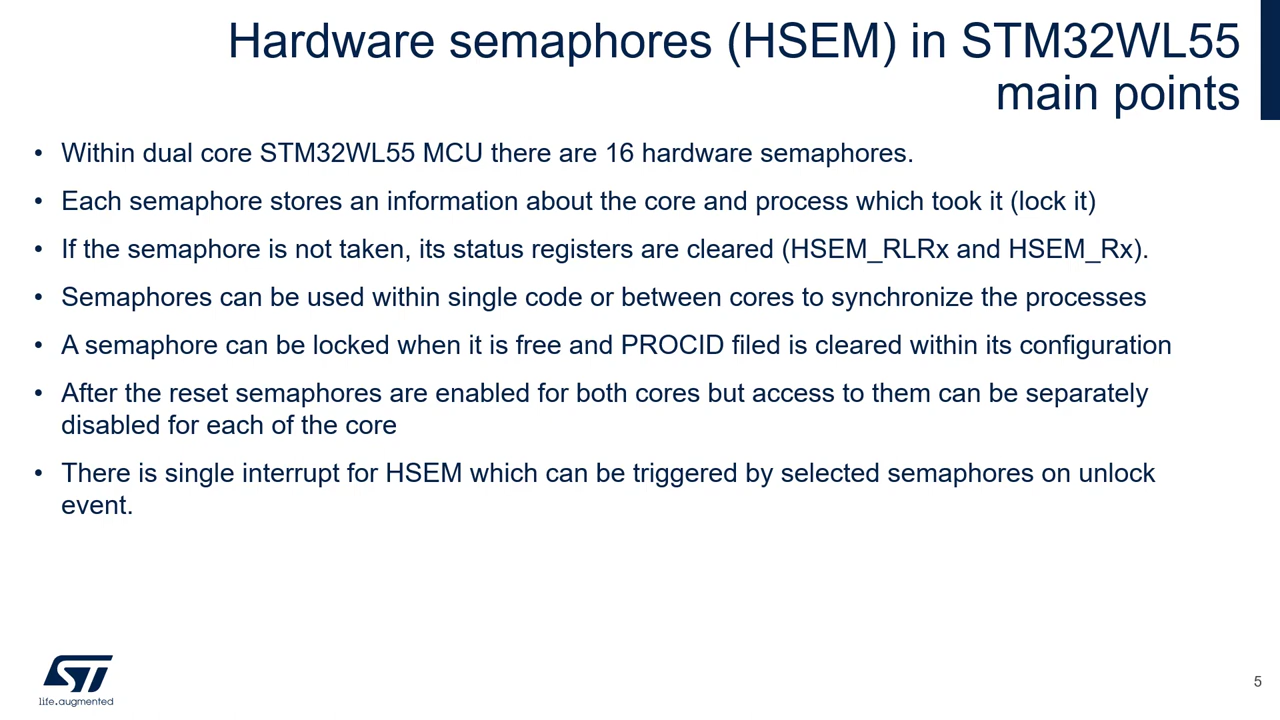 Hardware semaphores (HSEM) in STM32WL55
main points
• Within dual core STM32WL55 MCU there are 16 hardware semaphores.
• Each semaphore stores an information about the core and process which took it (lock it)
• If the semaphore is not taken, its status registers are cleared (HSEM_RLRx and HSEM_Rx).
• Semaphores can be used within single code or between cores to synchronize the processes
• A semaphore can be locked when it is free and PROCID filed is cleared within its configuration
• After the reset semaphores are enabled for both cores but access to them can be separately
disabled for each of the core
• There is single interrupt for HSEM which can be triggered by selected semaphores on unlock
event.
ST
life.augmented
5